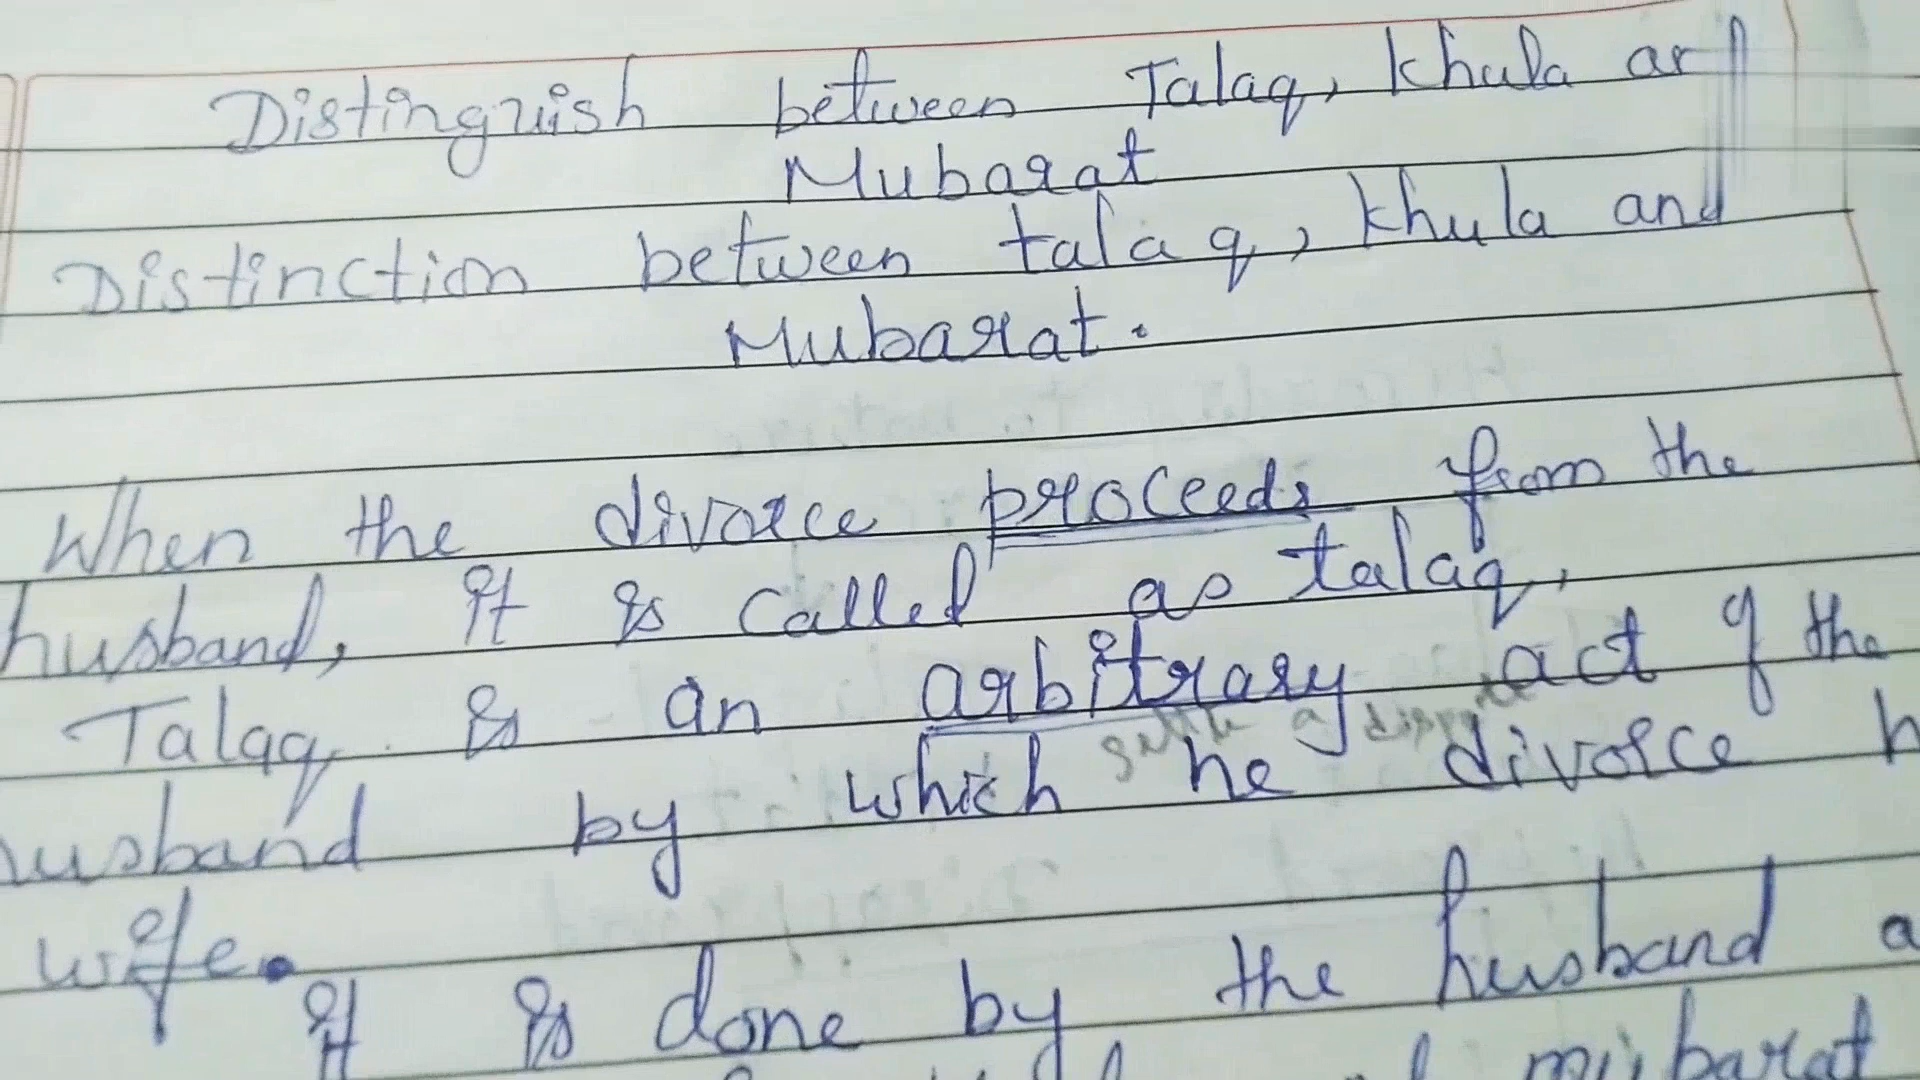 Distinguish between Talaq, Khula
Mubarat
Distinction between talaq, Khula and
Mubarat.
When the divorce proceeds from the
husband, it is called as talaq,
Talaq is an arbitrary act of the
husband by which he divorce
wife.
It is done by the husband
mubarat